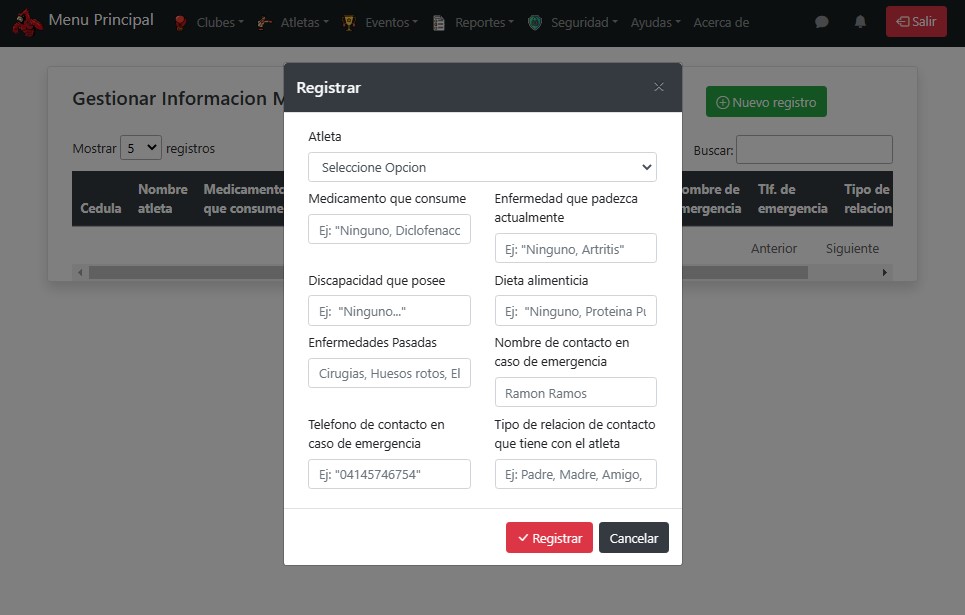 Menu Principal
Clubes
Atletas
Eventos
Reportes
Seguridad
Ayudas
Acerca de
Salir
Gestionar Informacion M
Nuevo registro
Mostrar 5 registros
Buscar:
Cedula
Nombre
atleta
Medicamento
que consume
ombre de
mergencia
Tlf. de
emergencia
Tipo de
relacion
Anterior
Siguiente
Registrar
Atleta
Seleccione Opcion
Medicamento que consume
Ej: "Ninguno, Diclofenacc
Enfermedad que padezca
actualmente
Ej: "Ninguno, Artritis"
Discapacidad que posee
Ej: "Ninguno..."
Dieta alimenticia
Ej: "Ninguno, Proteina Pu
Enfermedades Pasadas
Cirugias, Huesos rotos, El
Nombre de contacto en
caso de emergencia
Ramon Ramos
Telefono de contacto en
caso de emergencia
Ej: "04145746754"
Tipo de relacion de contacto
que tiene con el atleta
Ej: Padre, Madre, Amigo,
Registrar
Cancelar